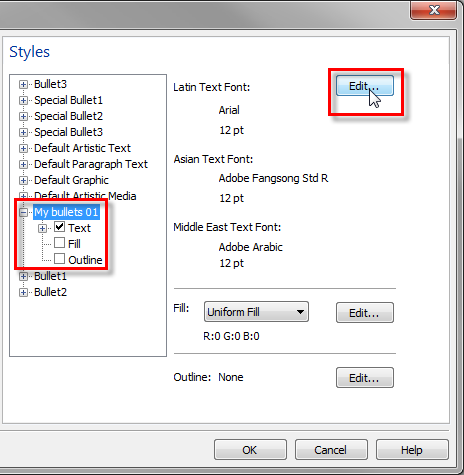 Styles
Bullet3
Special Bullet1
Special Bullet2
Special Bullet3
Default Artistic Text
Default Paragraph Text
Default Graphic
Default Artistic Media
My bullets 01
Text
Fill
Outline
Bullet1
Bullet2
Latin Text Font:
Edit...
Arial
12 pt
Asian Text Font:
Adobe Fangsong Std R
12 pt
Middle East Text Font:
Adobe Arabic
12 pt
Fill:
Uniform Fill
Edit...
R:0 G:0 B:0
Outline: None
Edit...
OK
Cancel
Help